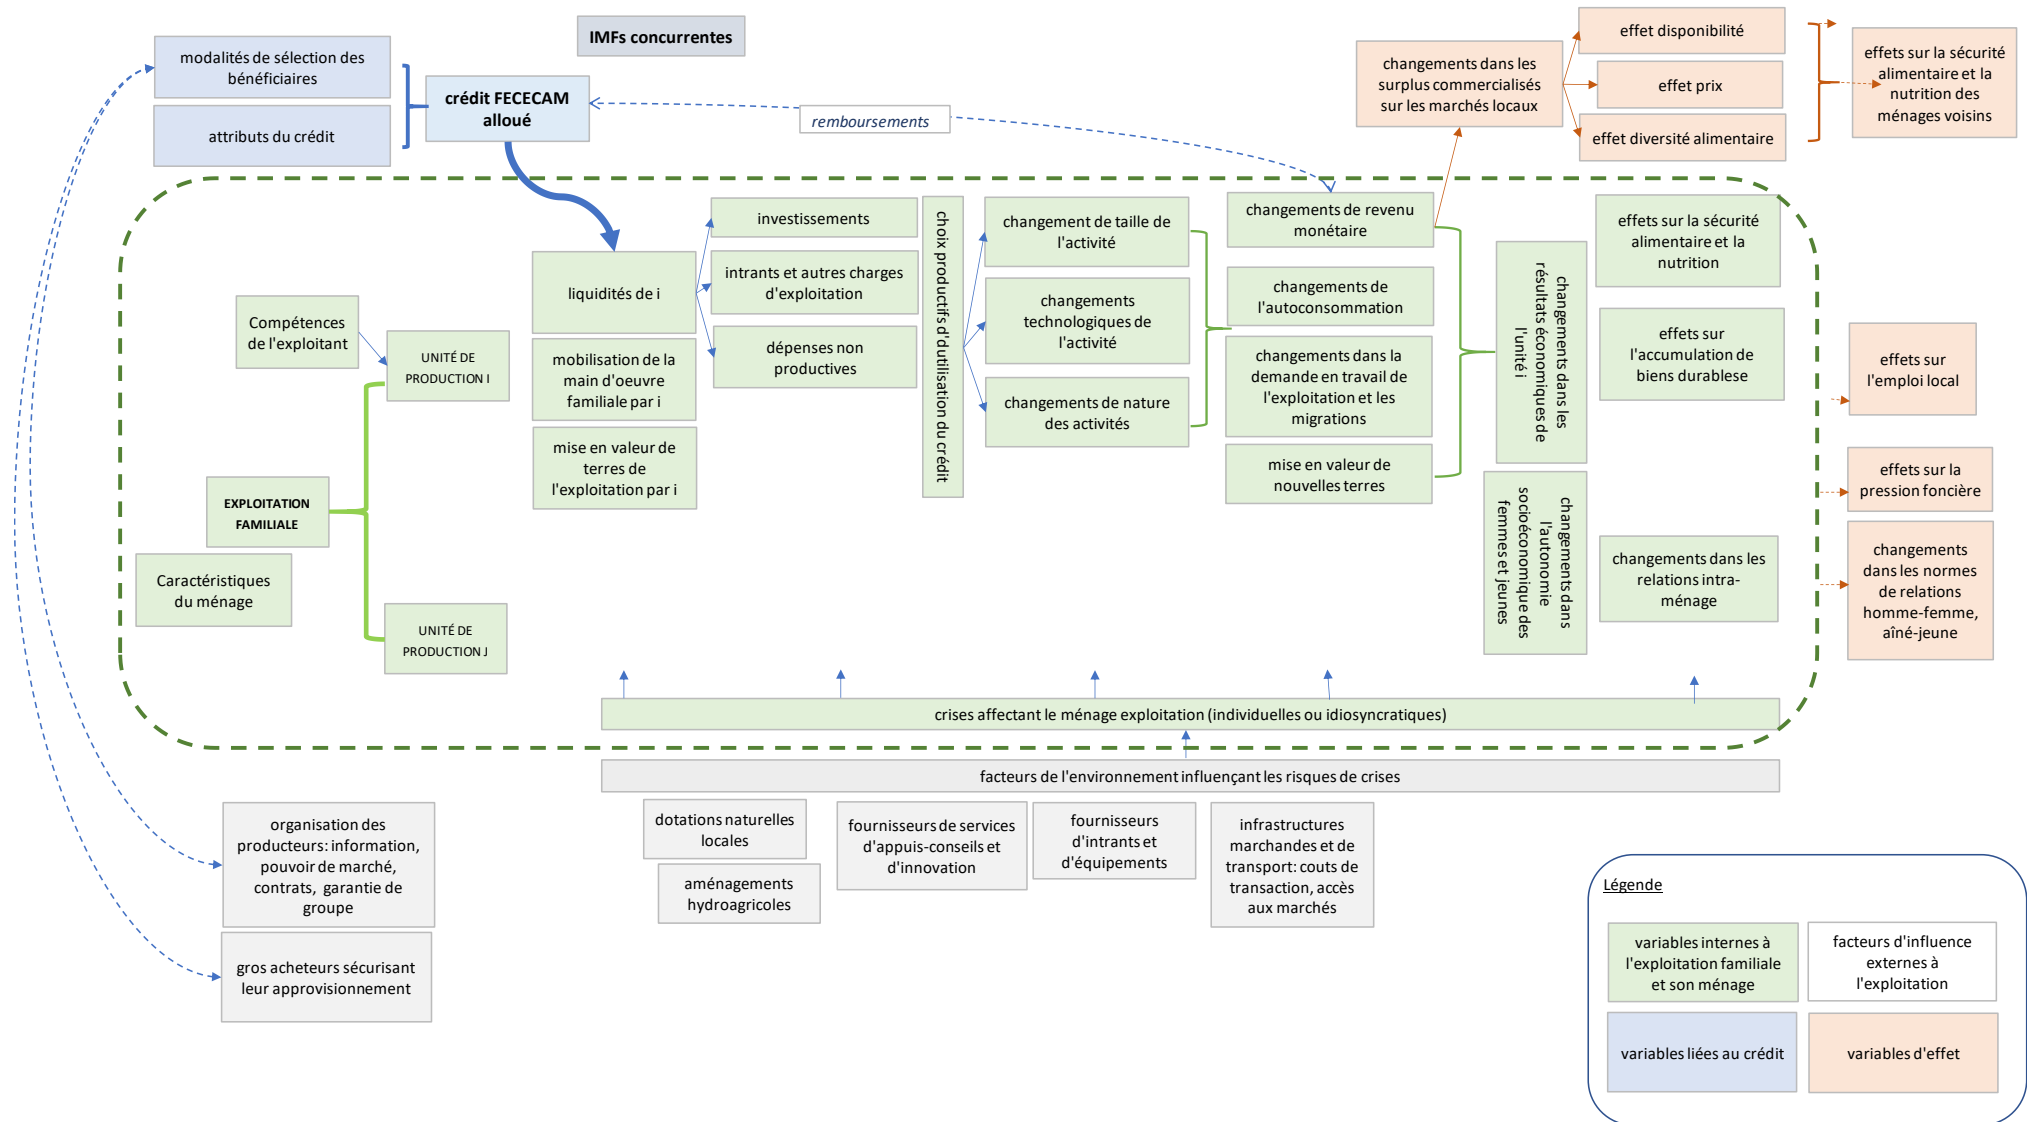 IMFs concurrentes
modalités de sélection des
bénéficiaires
attributs du crédit
crédit FECECAM
alloué
remboursements
changements dans les
surplus commercialisés
sur les marchés locaux
effet disponibilité
effet prix
effet diversité alimentaire
effets sur la sécurité
alimentaire et la
nutrition des
ménages voisins
Compétences
de l'exploitant
UNITÉ DE
PRODUCTION I
EXPLOITATION
FAMILIALE
Caractéristiques
du ménage
UNITÉ DE
PRODUCTION J
liquidités de i
mobilisation de la
main d'oeuvre
familiale par i
mise en valeur de
terres de
l'exploitation par i
investissements
intrants et autres charges
d'exploitation
dépenses non
productives
choix productifs d'dutilisation du crédit
changement de taille de
l'activité
changements
technologiques de
l'activité
changements de nature
des activités
changements de revenu
monétaire
changements de
l'autoconsommation
changements dans la
demande en travail de
l'exploitation et les
migrations
mise en valeur de
nouvelles terres
changements dans les
résultats économiques de
l'unité i
changements dans
l'autonomie
socioéconomique des
femmes et jeunes
effets sur la sécurité
alimentaire et la
nutrition
effets sur
l'accumulation de
biens durablese
changements dans les
relations intra-
ménage
effets sur
l'emploi local
effets sur la
pression foncière
changements
dans les normes
de relations
homme-femme,
aîné-jeune
crises affectant le ménage exploitation (individuelles ou idiosyncratiques)
facteurs de l'environnement influençant les risques de crises
organisation des
producteurs: information,
pouvoir de marché,
contrats, garantie de
groupe
gros acheteurs sécurisant
leur approvisionnement
dotations naturelles
locales
aménagements
hydroagricoles
fournisseurs de services
d'appuis-conseils et
d'innovation
fournisseurs
d'intrants et
d'équipements
infrastructures
marchandes et de
transport: couts de
transaction, accès
aux marchés
Légende
variables internes à
l'exploitation familiale
et son ménage
facteurs d'influence
externes à
l'exploitation
variables liées au crédit
variables d'effet